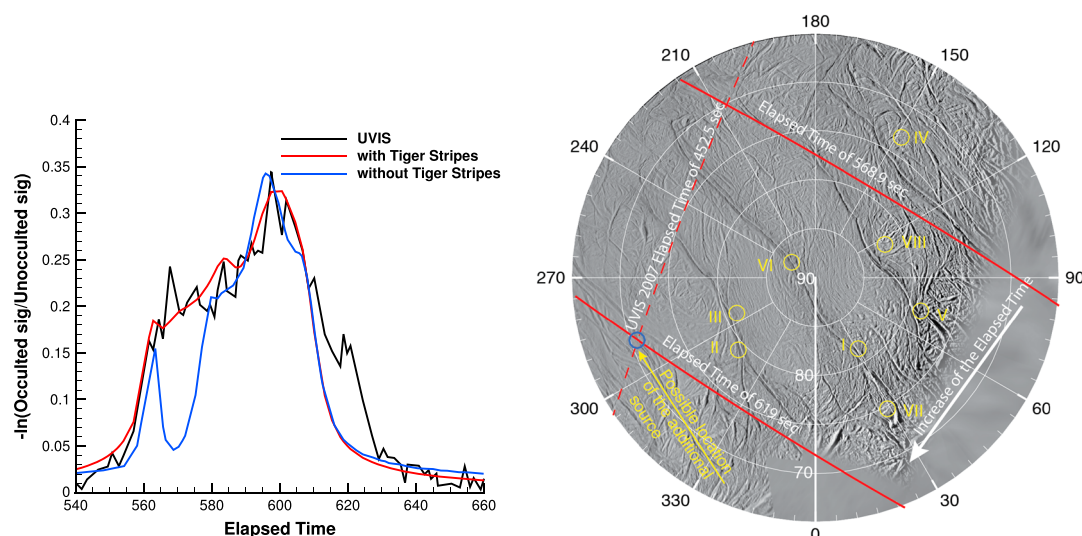 0.4
0.35
0.3
0.25
0.2
0.15
0.1
0.05
0
-ln(Occulted sig/Unocculted sig)
UVIS
with Tiger Stripes
without Tiger Stripes
540 560 580 600 620 640 660
Elapsed Time
180
210
150
240
120
270
90
300
60
330
30
0
90
80
70
UVIS 2007 Elapsed Time of 452.5 sec
Elapsed Time of 568.9 sec
Elapsed Time of 619 sec
Increase of the Elapsed Time
Possible location
of the additional
source
IV
VIII
VI
III
II
I
V
VII